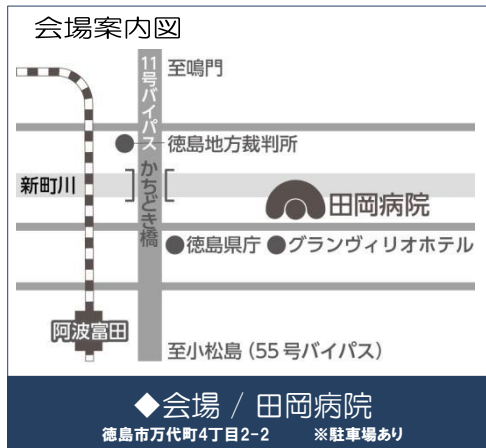 会場案内図
11号バイパス
至鳴門
徳島地方裁判所
かちどき橋
新町川
田岡病院
徳島県庁
グランヴィリオホテル
阿波富田
至小松島(55号バイパス)
◆会場 / 田岡病院
徳島市万代町4丁目2-2 ※駐車場あり